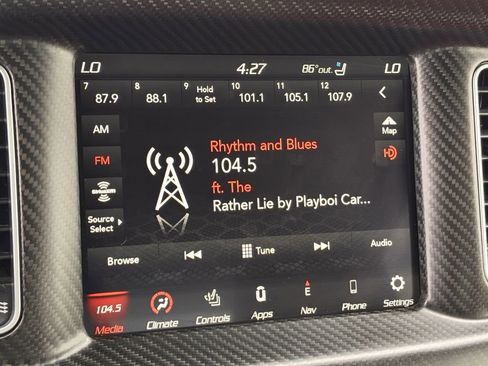 LO 4:27 86°out. LO
7 8 9 10 11 12
87.9 88.1 Hold to Set 101.1 105.1 107.9
AM
Map
Rhythm and Blues
FM
104.5
HD
SiriusXM
ft. The
Rather Lie by Playboi Car...
Source
Select
Browse Tune Audio
104.5 E
Media Climate Controls Apps Nav Phone Settings